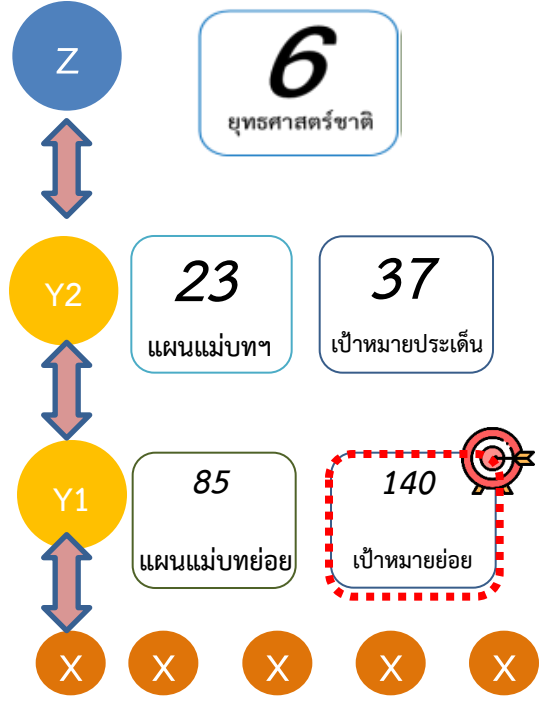 Z
6
ยุทธศาสตร์ชาติ
Y2
23
แผนแม่บทฯ
37
เป้าหมายประเด็น
Y1
85
แผนแม่บทย่อย
140
เป้าหมายย่อย
X X X X X